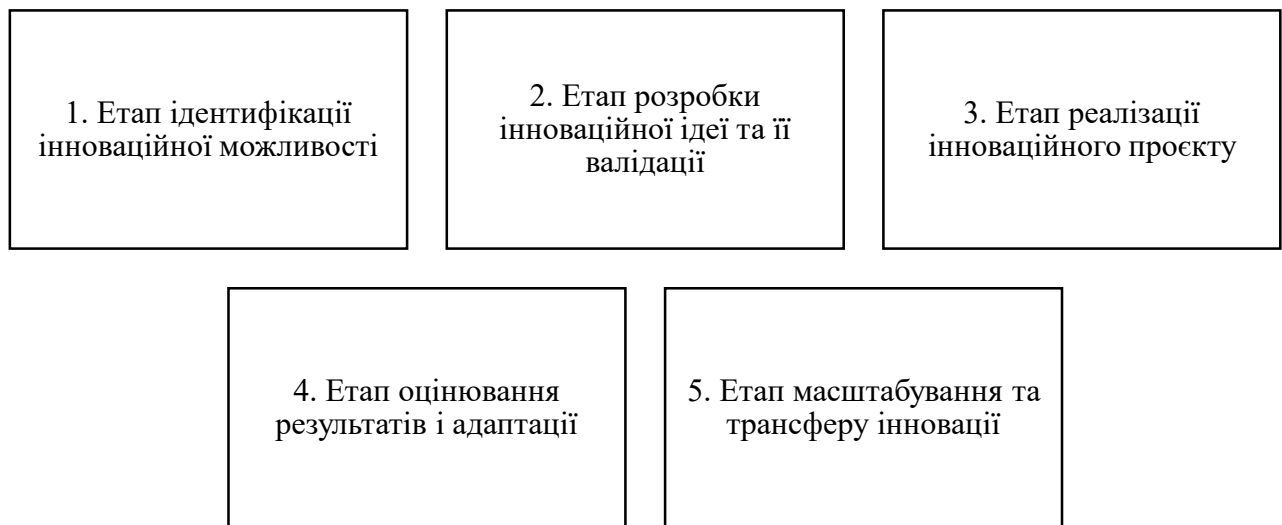 1. Етап ідентифікації
інноваційної можливості
2. Етап розробки
інноваційної ідеї та її
валідації
3. Етап реалізації
інноваційного проєкту
4. Етап оцінювання
результатів і адаптації
5. Етап масштабування та
трансферу інновації